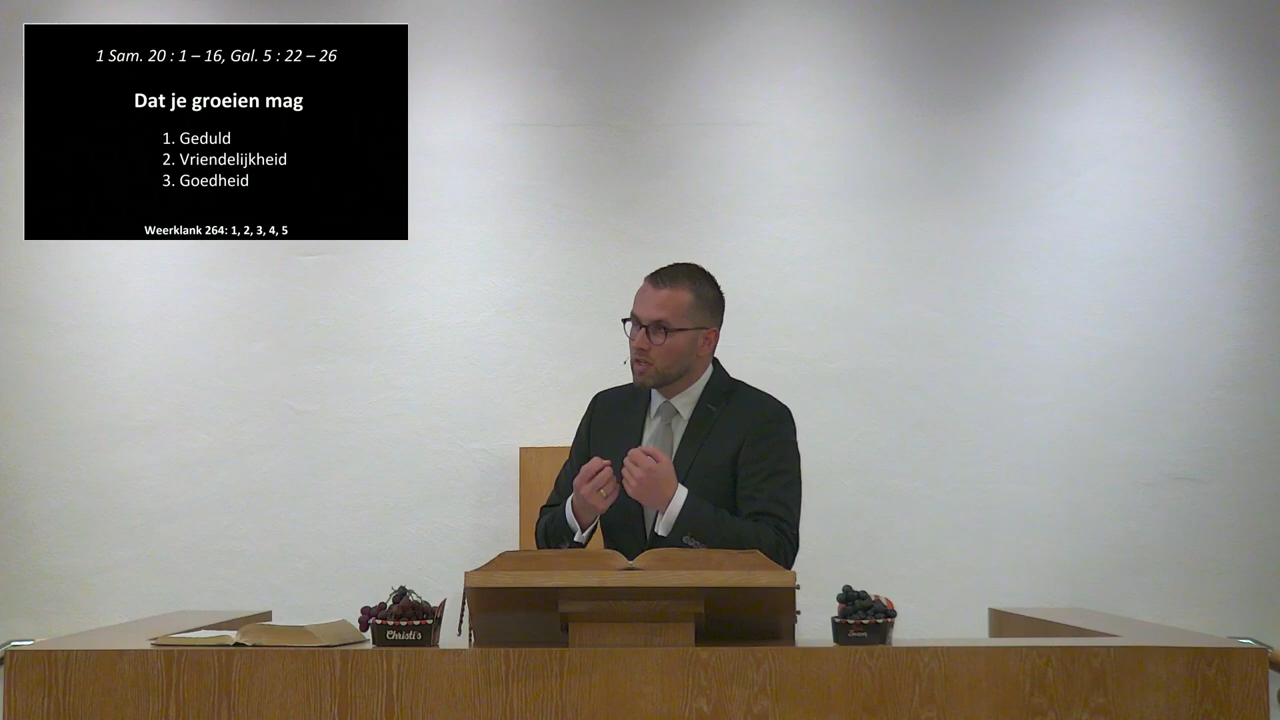 1 Sam. 20 : 1 – 16, Gal. 5 : 22 – 26
Dat je groeien mag
1. Geduld
2. Vriendelijkheid
3. Goedheid
Weerklank 264: 1, 2, 3, 4, 5
Christi's